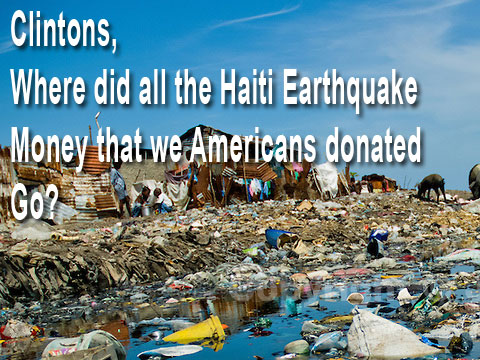 Clintons,
Where did all the Haiti Earthquake
Money that we Americans donated
Go?